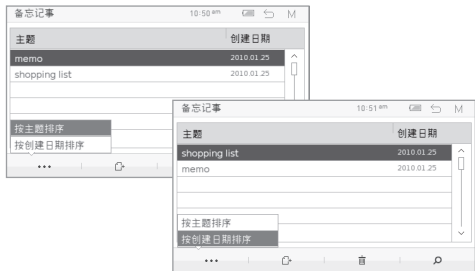 备忘记事 10:50 am M
主题 创建日期
memo 2010.01.25
shopping list 2010.01.25
按主题排序
按创建日期排序
备忘记事 10:51 am M
主题 创建日期
shopping list 2010.01.25
memo 2010.01.25
按主题排序
按创建日期排序